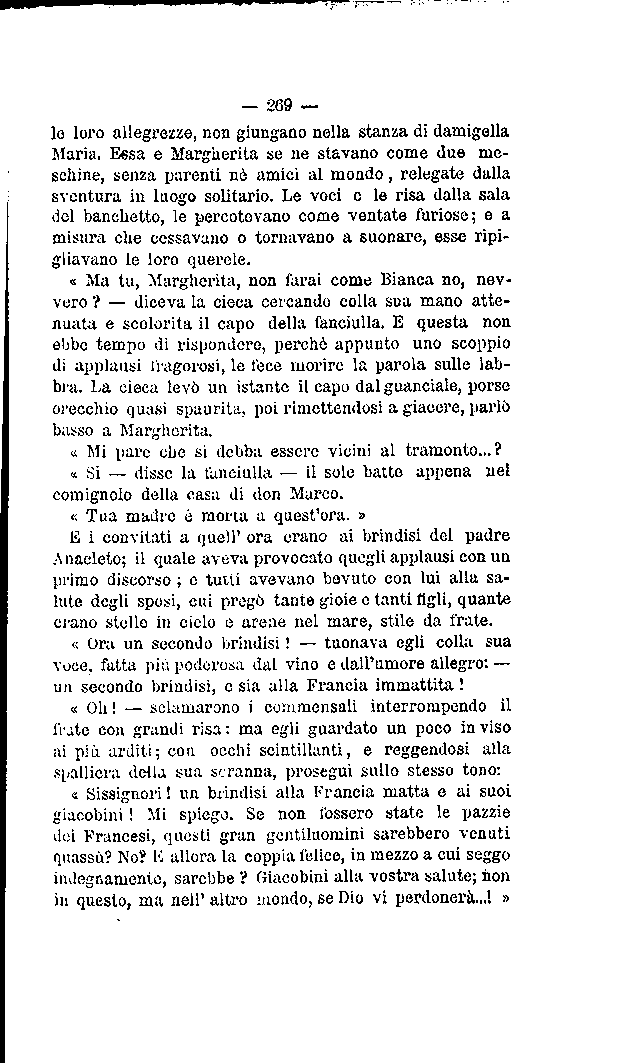 — 269 —
le loro allegrezze, non giungano nella stanza di damigella
Maria. Essa e Margherita se ne stavano come due me-
schine, senza parenti nè amici al mondo, relegate dalla
sventura in luogo solitario. Le voci e le risa dalla sala
del banchetto, le percotevano come ventate furiose; e a
misura che cessavano o tornavano a suonare, esse ripi-
gliavano le loro querele.
« Ma tu, Margherita, non farai come Bianca no, nev-
vero? — diceva la cieca cercando colla sua mano atte-
nuata e scolorita il capo della fanciulla. E questa non
ebbe tempo di rispondere, perchè appunto uno scoppio
di applausi fragorosi, le fece morire la parola sulle lab-
bra. La cieca levò un istante il capo dal guanciale, porse
orecchio quasi spaurita, poi rimettendosi a giacere, parlò
basso a Margherita.
« Mi pare che si debba essere vicini al tramonto...?
« Sì — disse la fanciulla — il sole batte appena nel
comignolo della casa di don Marco.
« Tua madre è morta a quest'ora. »
E i convitati a quell' ora erano ai brindisi del padre
Anacleto; il quale aveva provocato quegli applausi con un
primo discorso; e tutti avevano bevuto con lui alla sa-
lute degli sposi, cui pregò tante gioie e tanti figli, quante
erano stelle in cielo e arene nel mare, stile da frate.
« Ora un secondo brindisi! — tuonava egli colla sua
voce, fatta più poderosa dal vino e dall'umore allegro: —
un secondo brindisi, e sia alla Francia immattita!
« Oh! — sclamarono i commensali interrompendo il
frate con grandi risa: ma egli guardato un poco in viso
ai più arditi; con occhi scintillanti, e reggendosi alla
spalliera della sua scranna, proseguì sullo stesso tono:
« Sissignori! un brindisi alla Francia matta e ai suoi
giacobini! Mi spiego. Se non fossero state le pazzie
dei Francesi, questi gran gentiluomini sarebbero venuti
quassù? No? E allora la coppia felice, in mezzo a cui seggo
indegnamente, sarebbe? Giacobini alla vostra salute; non
in questo, ma nell' altro mondo, se Dio vi perdonerà...! »